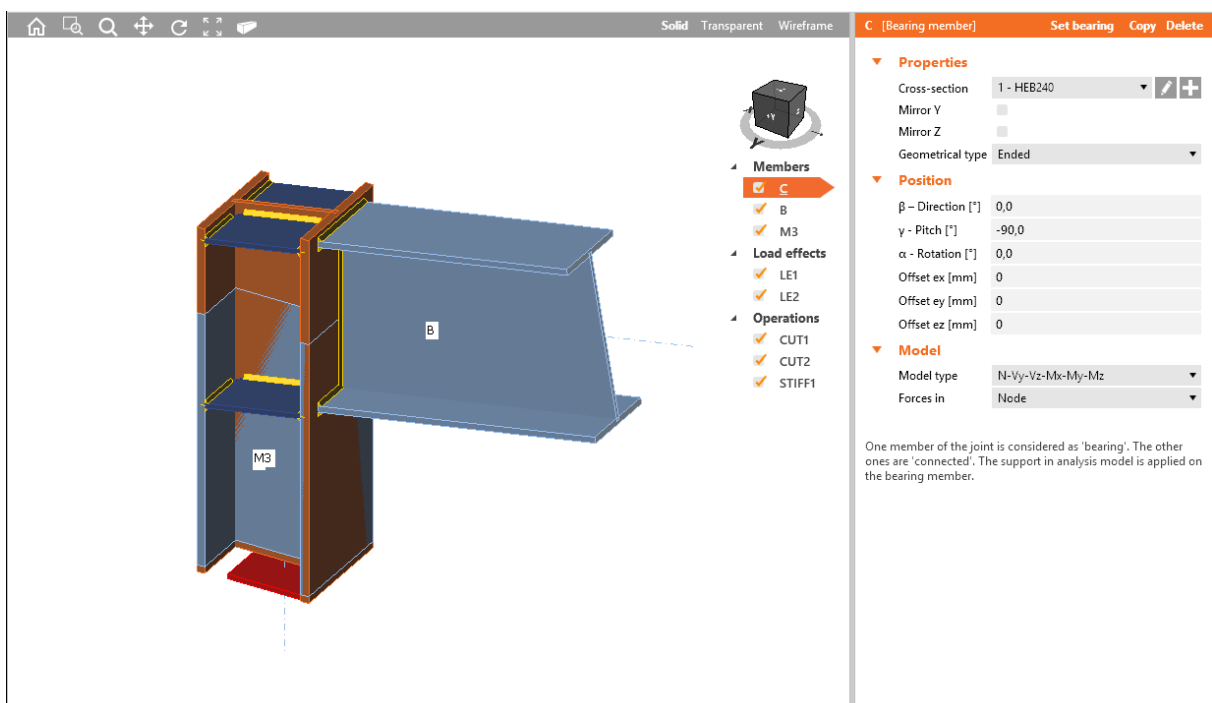 Solid Transparent Wireframe
C [Bearing member] Set bearing Copy Delete
Properties
Cross-section 1 - HEB240
Mirror Y
Mirror Z
Geometrical type Ended
Position
β – Direction [°] 0,0
γ - Pitch [°] -90,0
α - Rotation [°] 0,0
Offset ex [mm] 0
Offset ey [mm] 0
Offset ez [mm] 0
Model
Model type N-Vy-Vz-Mx-My-Mz
Forces in Node
One member of the joint is considered as 'bearing'. The other
ones are 'connected'. The support in analysis model is applied on
the bearing member.
+Y
Members
C
B
M3
Load effects
LE1
LE2
Operations
CUT1
CUT2
STIFF1
B
M3